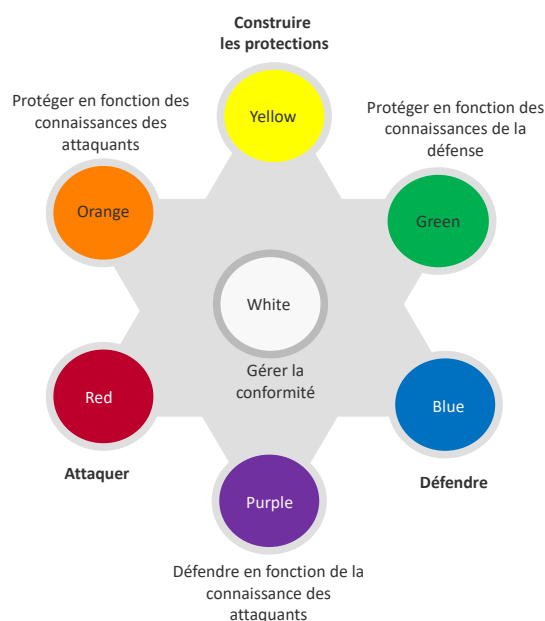 Construire
les protections
Yellow
Protéger en fonction des
connaissances des
attaquants
Protéger en fonction des
connaissances de la
défense
Orange
Green
White
Gérer la
conformité
Red
Blue
Attaquer
Défendre
Purple
Défendre en fonction de la
connaissance des
attaquants